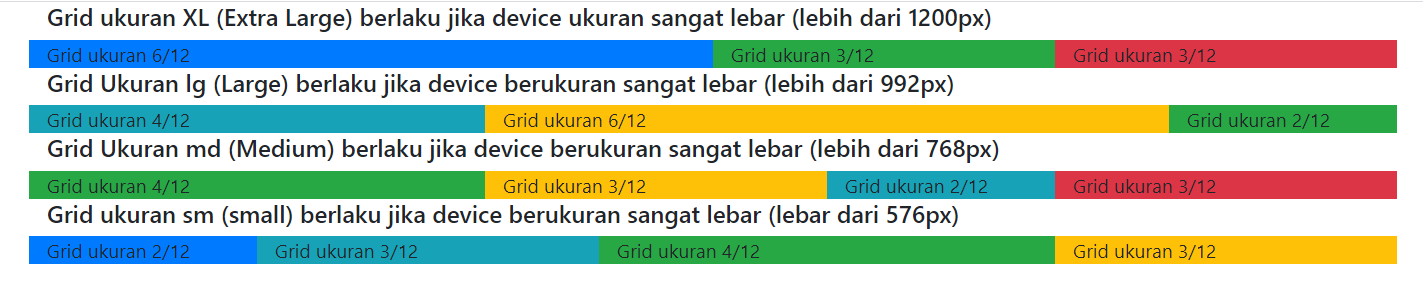 Grid ukuran XL (Extra Large) berlaku jika device ukuran sangat lebar (lebih dari 1200px)
Grid ukuran 6/12 Grid ukuran 3/12 Grid ukuran 3/12
Grid Ukuran lg (Large) berlaku jika device berukuran sangat lebar (lebih dari 992px)
Grid ukuran 4/12 Grid ukuran 6/12 Grid ukuran 2/12
Grid Ukuran md (Medium) berlaku jika device berukuran sangat lebar (lebih dari 768px)
Grid ukuran 4/12 Grid ukuran 3/12 Grid ukuran 2/12 Grid ukuran 3/12
Grid ukuran sm (small) berlaku jika device berukuran sangat lebar (lebar dari 576px)
Grid ukuran 2/12 Grid ukuran 3/12 Grid ukuran 4/12 Grid ukuran 3/12